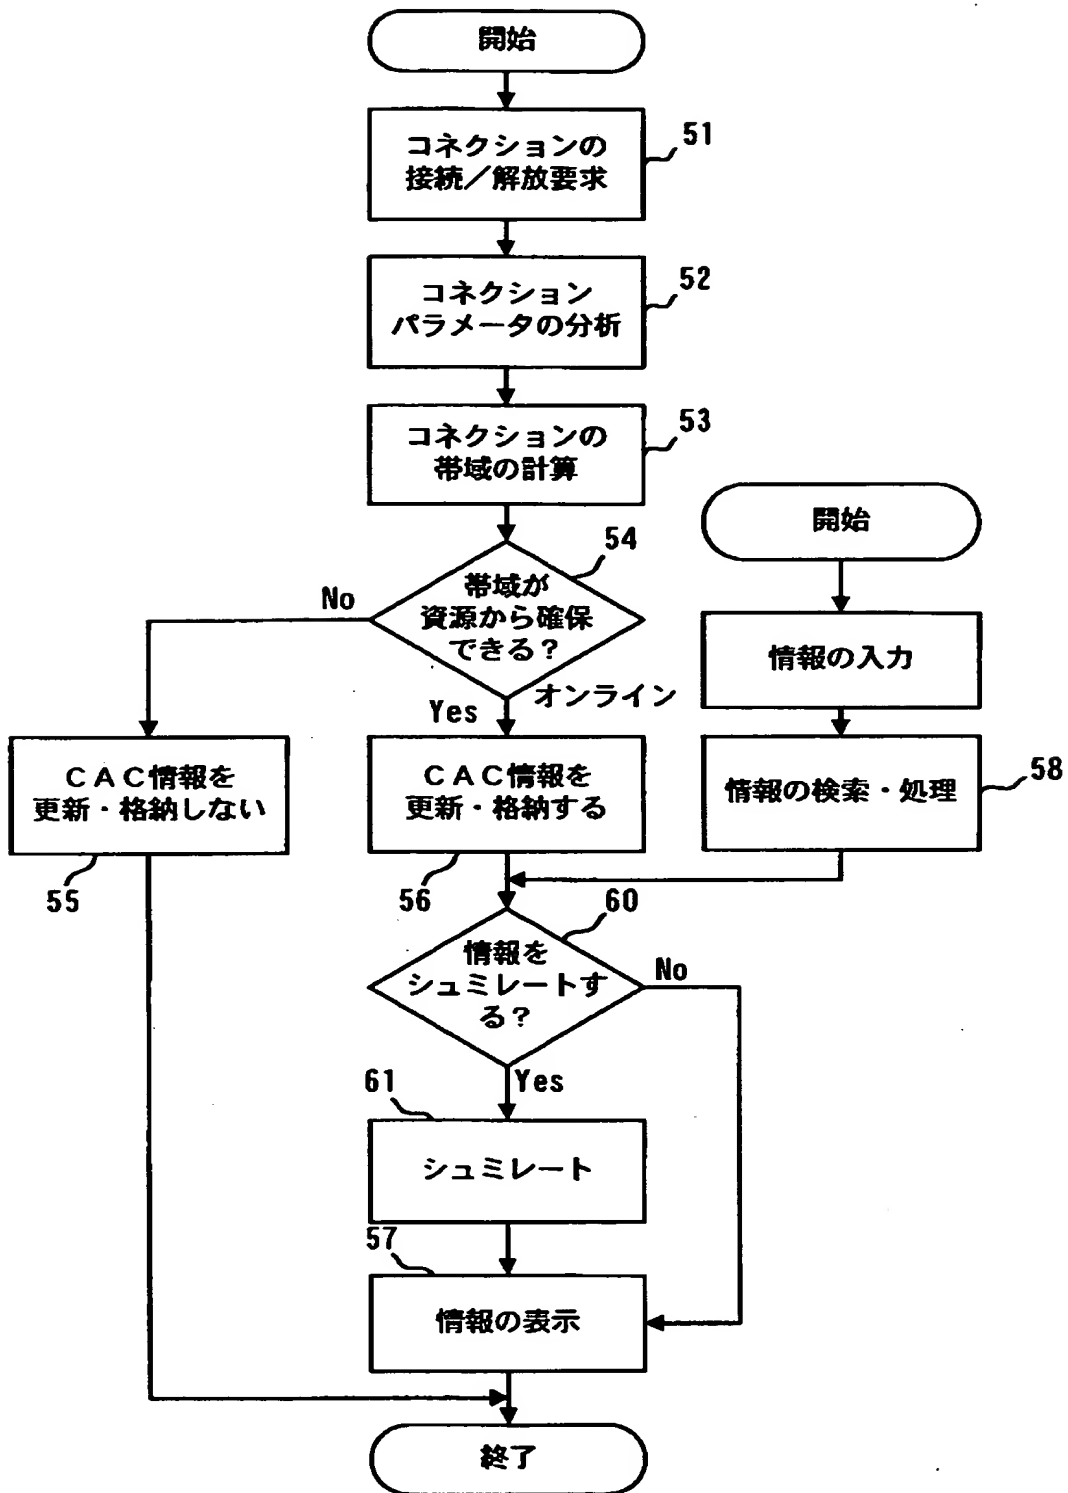 開始
コネクションの
接続／解放要求
51
コネクション
パラメータの分析
52
コネクションの
帯域の計算
53
帯域が
資源から確保
できる？
54
No
Yes
オンライン
開始
情報の入力
情報の検索・処理
58
ＣＡＣ情報を
更新・格納しない
55
ＣＡＣ情報を
更新・格納する
56
情報を
シュミレートす
る？
60
No
Yes
シュミレート
61
情報の表示
57
終了